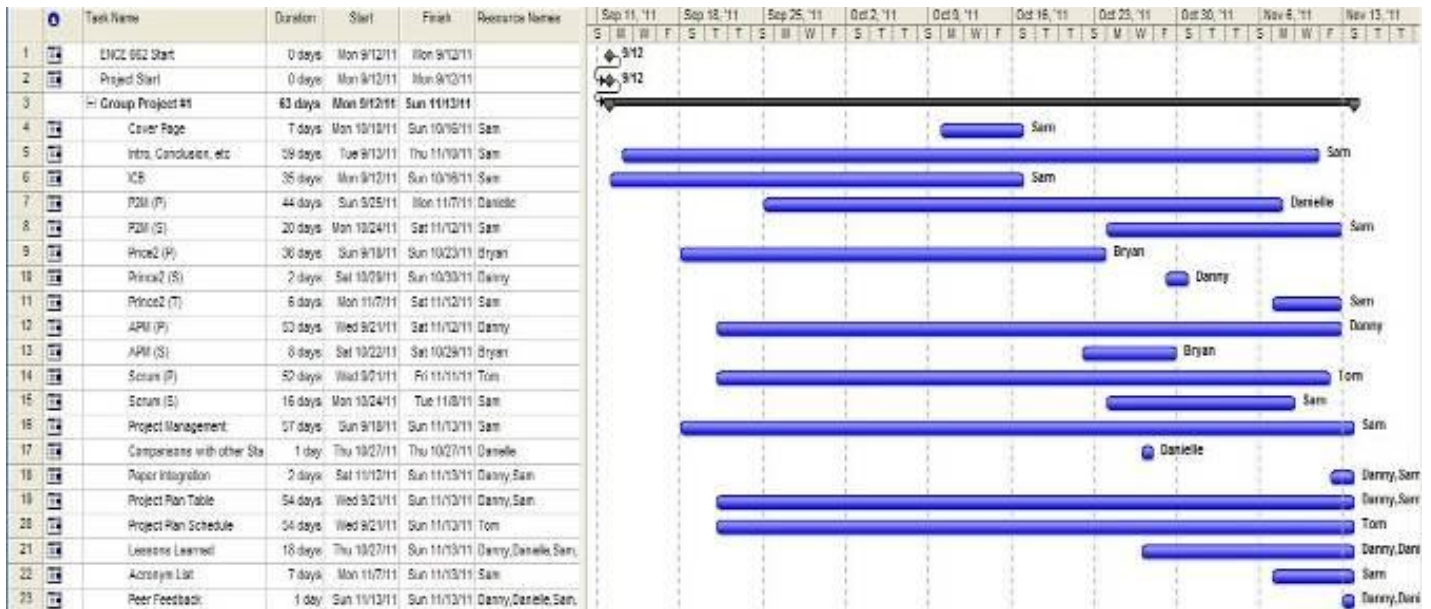 Task Name Duration Start Finish Resource Names Sep 11, '11 Sep 18, '11 Sep 25, '11 Oct 2, '11 Oct 9, '11 Oct 16, '11 Oct 23, '11 Oct 30, '11 Nov 6, '11 Nov 13, '11
S M W F S T T S M W F S T T S M W F S T T S M W F S T T
1 ENCE 662 Start 0 days Mon 9/12/11 Mon 9/12/11 9/12
2 Project Start 0 days Mon 9/12/11 Mon 9/12/11 9/12
3 Group Project #1 63 days Mon 9/12/11 Sun 11/13/11
4 Cover Page 7 days Mon 10/10/11 Sun 10/16/11 Sam Sam
5 Intro, Conclusion, etc 59 days Tue 9/13/11 Thu 11/10/11 Sam Sam
6 ICB 35 days Mon 9/12/11 Sun 10/16/11 Sam Sam
7 P2M (P) 44 days Sun 9/25/11 Mon 11/7/11 Danielle Danielle
8 P2M (S) 20 days Mon 10/24/11 Sat 11/12/11 Sam Sam
9 Price2 (P) 36 days Sun 9/18/11 Sun 10/23/11 Bryan Bryan
10 Prince2 (S) 2 days Sat 10/29/11 Sun 10/30/11 Danny Danny
11 Prince2 (T) 6 days Mon 11/7/11 Sat 11/12/11 Sam Sam
12 APM (P) 53 days Wed 9/21/11 Sat 11/12/11 Danny Danny
13 APM (S) 8 days Sat 10/22/11 Sat 10/29/11 Bryan Bryan
14 Scrum (P) 52 days Wed 9/21/11 Fri 11/11/11 Tom Tom
15 Scrum (S) 16 days Mon 10/24/11 Tue 11/8/11 Sam Sam
16 Project Management 57 days Sun 9/18/11 Sun 11/13/11 Sam Sam
17 Comparisons with other Sta 1 day Thu 10/27/11 Thu 10/27/11 Danielle Danielle
18 Paper Integration 2 days Sat 11/12/11 Sun 11/13/11 Danny,Sam Danny,Sam
19 Project Plan Table 54 days Wed 9/21/11 Sun 11/13/11 Danny,Sam Danny,Sam
20 Project Plan Schedule 54 days Wed 9/21/11 Sun 11/13/11 Tom Tom
21 Lessons Learned 18 days Thu 10/27/11 Sun 11/13/11 Danny,Danielle,Sam, Danny,Dani
22 Acronym List 7 days Mon 11/7/11 Sun 11/13/11 Sam Sam
23 Peer Feedback 1 day Sun 11/13/11 Sun 11/13/11 Danny,Danielle,Sam, Danny,Dani